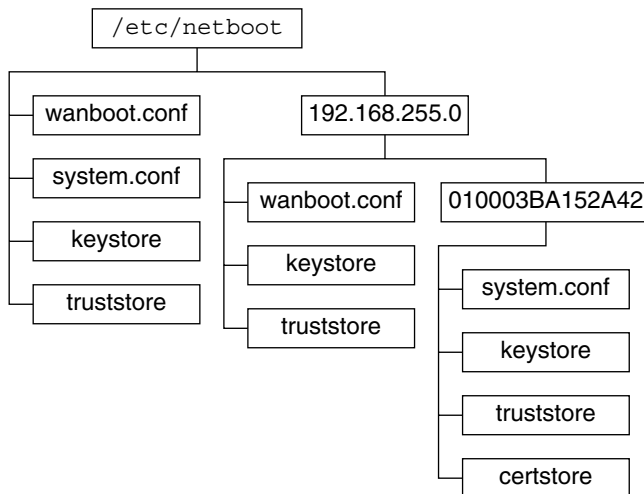 /etc/netboot
wanboot.conf
system.conf
keystore
truststore
192.168.255.0
wanboot.conf
keystore
truststore
010003BA152A42
system.conf
keystore
truststore
certstore